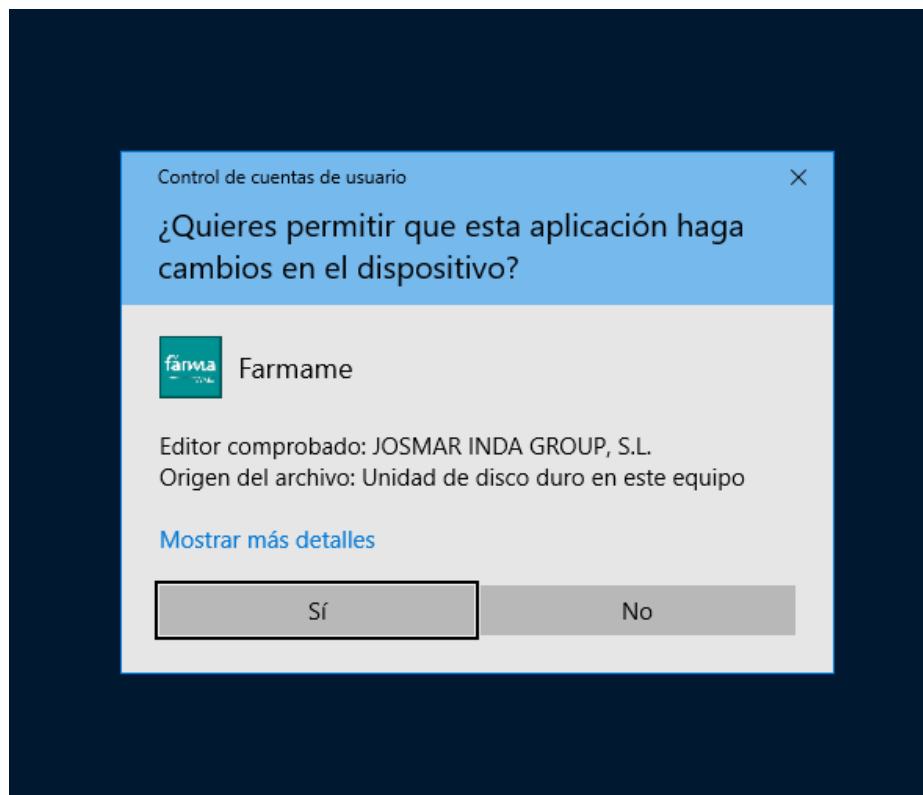 Control de cuentas de usuario
¿Quieres permitir que esta aplicación haga
cambios en el dispositivo?
fárma
Farmame
Editor comprobado: JOSMAR INDA GROUP, S.L.
Origen del archivo: Unidad de disco duro en este equipo
Mostrar más detalles
Sí
No